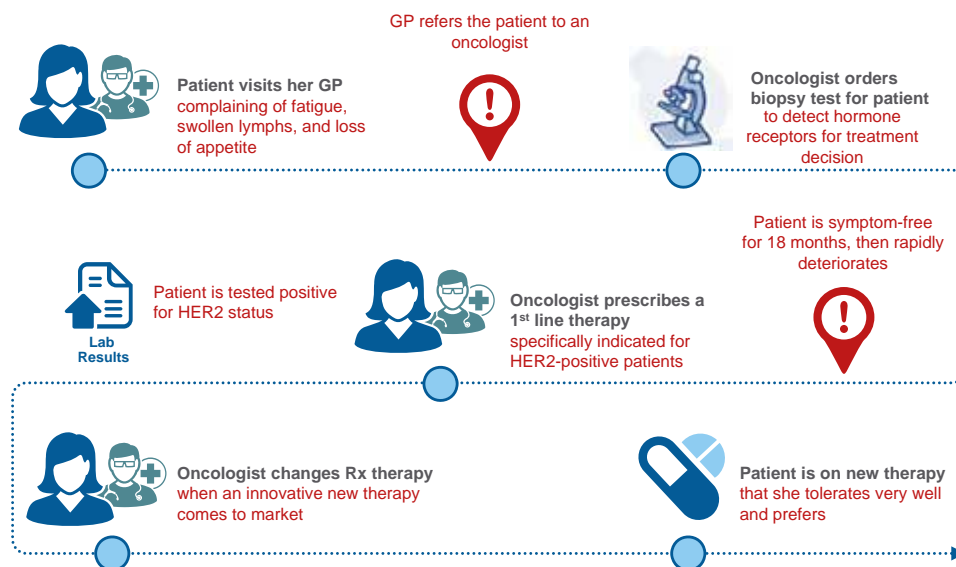 GP refers the patient to an
oncologist
Patient visits her GP
complaining of fatigue,
swollen lymphs, and loss
of appetite
Oncologist orders
biopsy test for patient
to detect hormone
receptors for treatment
decision
Patient is symptom-free
for 18 months, then rapidly
deteriorates
Patient is tested positive
for HER2 status
Lab
Results
Oncologist prescribes a
1st line therapy
specifically indicated for
HER2-positive patients
Oncologist changes Rx therapy
when an innovative new therapy
comes to market
Patient is on new therapy
that she tolerates very well
and prefers